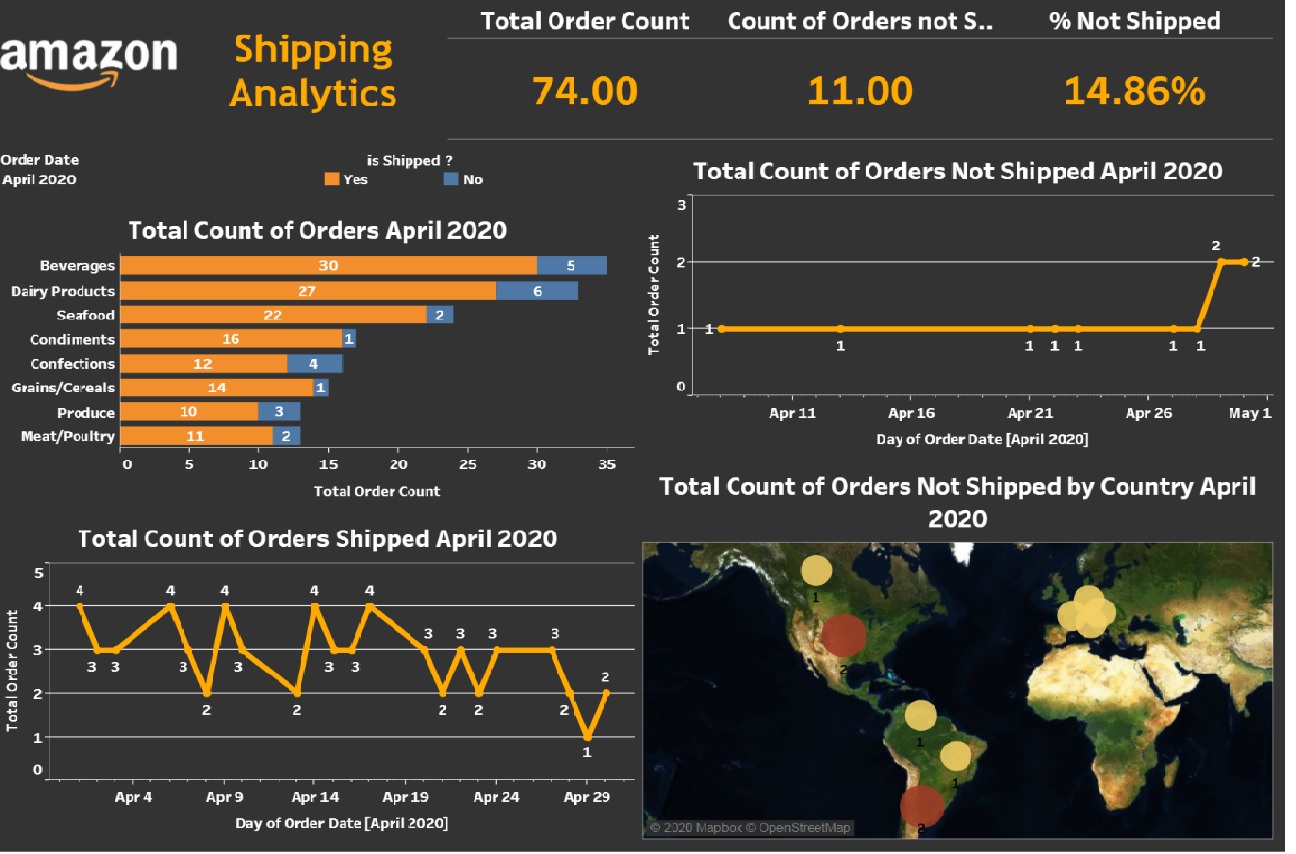 amazon
Shipping
Analytics
Total Order Count
74.00
Count of Orders not S..
11.00
% Not Shipped
14.86%
Order Date
April 2020
is Shipped ?
Yes
No
Total Count of Orders April 2020
Beverages 30 5
Dairy Products 27 6
Seafood 22 2
Condiments 16 1
Confections 12 4
Grains/Cereals 14 1
Produce 10 3
Meat/Poultry 11 2
0 5 10 15 20 25 30 35
Total Order Count
Total Count of Orders Not Shipped April 2020
Total Order Count
3
2
1
0
1 1 1 1 1 1 1 2 2
Apr 11 Apr 16 Apr 21 Apr 26 May 1
Day of Order Date [April 2020]
Total Count of Orders Shipped April 2020
Total Order Count
5
4
3
2
1
0
4 3 3 4 3 2 4 3 2 4 3 3 4 3 2 3 2 3 3 2 1 2
Apr 4 Apr 9 Apr 14 Apr 19 Apr 24 Apr 29
Day of Order Date [April 2020]
Total Count of Orders Not Shipped by Country April
2020
1
2
1
1
2
© 2020 Mapbox © OpenStreetMap